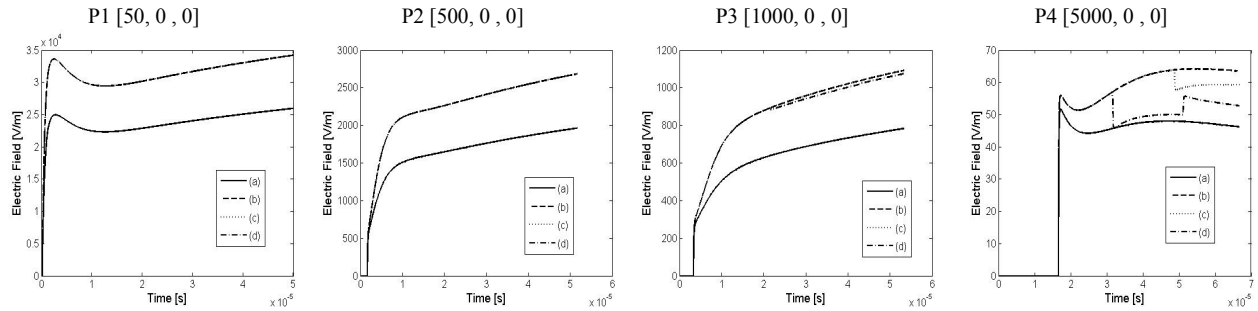 P1 [50, 0 , 0]
P2 [500, 0 , 0]
P3 [1000, 0 , 0]
P4 [5000, 0 , 0]
x 10⁴
3.5
3
2.5
2
1.5
1
0.5
0
Electric Field [V/m]
(a)
(b)
(c)
(d)
0 1 2 3 4 5
Time [s]
x 10⁻⁵
3000
2500
2000
1500
1000
500
0
Electric Field [V/m]
(a)
(b)
(c)
(d)
0 1 2 3 4 5 6
Time [s]
x 10⁻⁵
1200
1000
800
600
400
200
0
Electric Field [V/m]
(a)
(b)
(c)
(d)
0 1 2 3 4 5 6
Time [s]
x 10⁻⁵
70
60
50
40
30
20
10
0
Electric Field [V/m]
(a)
(b)
(c)
(d)
0 1 2 3 4 5 6 7
Time [s]
x 10⁻⁵